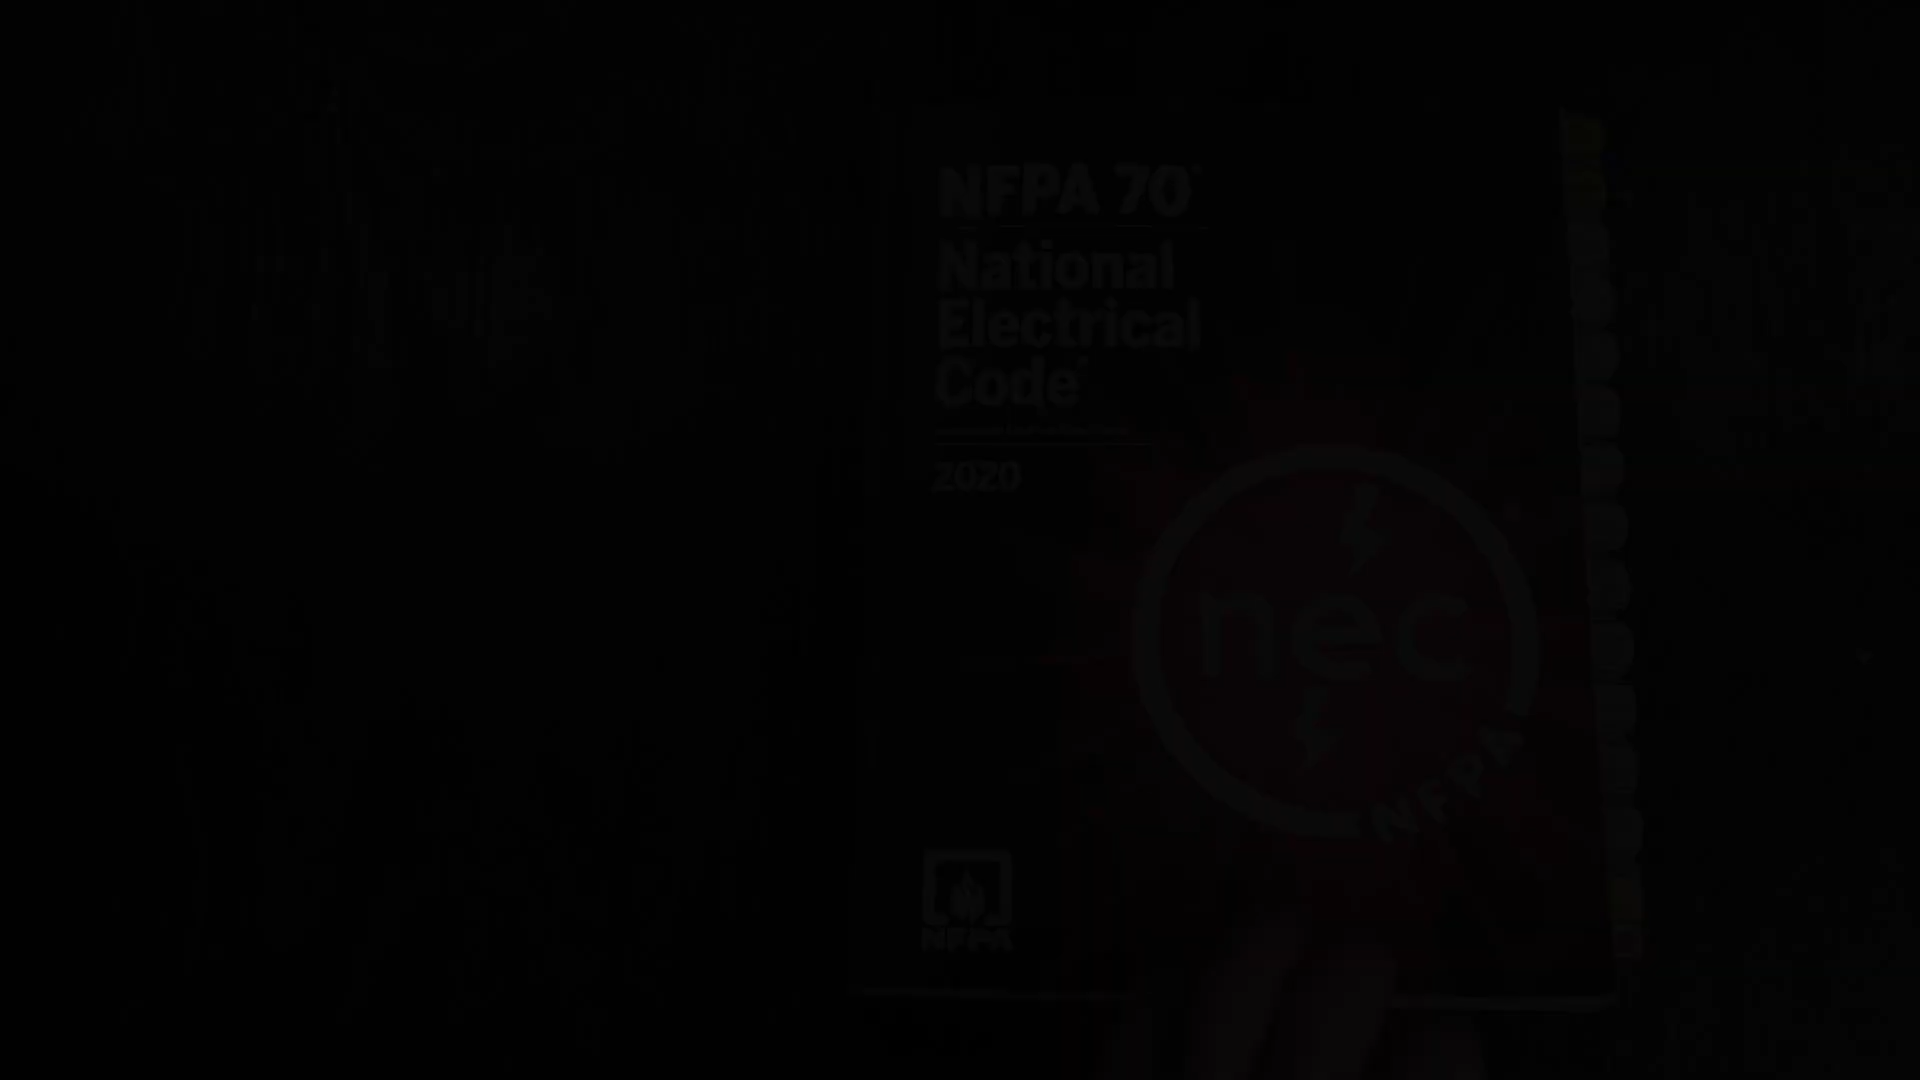 NFPA 70®
National
Electrical
Code®
2020
nec
NFPA
NFPA